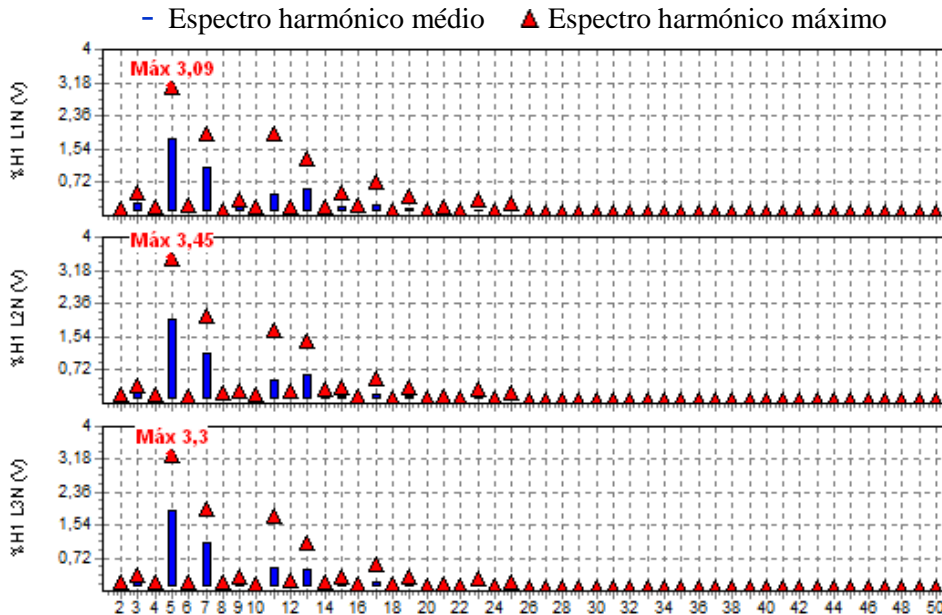 Espectro harmónico médio Espectro harmónico máximo
4
Máx 3,09
3,18
2,36
1,54
0,72
%H1 L1N (V)
4
Máx 3,45
3,18
2,36
1,54
0,72
%H1 L2N (V)
4
Máx 3,3
3,18
2,36
1,54
0,72
%H1 L3N (V)
2 3 4 5 6 7 8 9 10 12 14 16 18 20 22 24 26 28 30 32 34 36 38 40 42 44 46 48 50